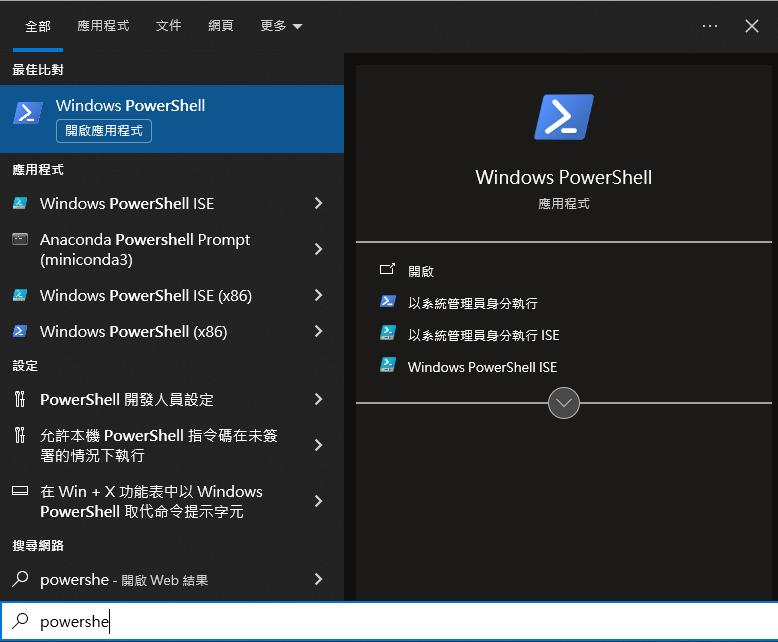 全部 應用程式 文件 網頁 更多
最佳比對
Windows PowerShell
開啟應用程式
應用程式
Windows PowerShell ISE
Anaconda Powershell Prompt
(miniconda3)
Windows PowerShell ISE (x86)
Windows PowerShell (x86)
設定
PowerShell 開發人員設定
允許本機 PowerShell 指令碼在未簽
署的情況下執行
在 Win + X 功能表中以 Windows
PowerShell 取代命令提示字元
搜尋網路
powershe - 開啟 Web 結果
Windows PowerShell
應用程式
開啟
以系統管理員身分執行
以系統管理員身分執行 ISE
Windows PowerShell ISE
powershe